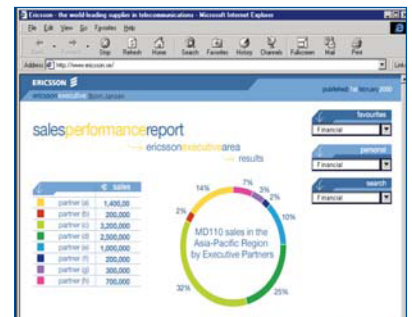 Ericsson - the world-leading supplier in telecommunications - Microsoft Internet Explorer
File Edit View Go Favorites Help
Stop Refresh Home Search Favorites History Channels Fullscreen Mail Print
Address http://www.ericsson.se/
ERICSSON
ericssonexecutive
published: february 2000
favourites
Financial
personal
Financial
search
Financial
salesperformancereport
ericssonexecutivearea
results
€ sales
partner (a) 1,400,00
partner (b) 200,000
partner (c) 3,200,000
partner (d) 2,500,000
partner (e) 1,000,000
partner (f) 200,000
partner (g) 300,000
partner (h) 700,000
14%
7%
3%
2%
10%
25%
32%
2%
MD110 sales in the
Asia-Pacific Region
by Executive Partners